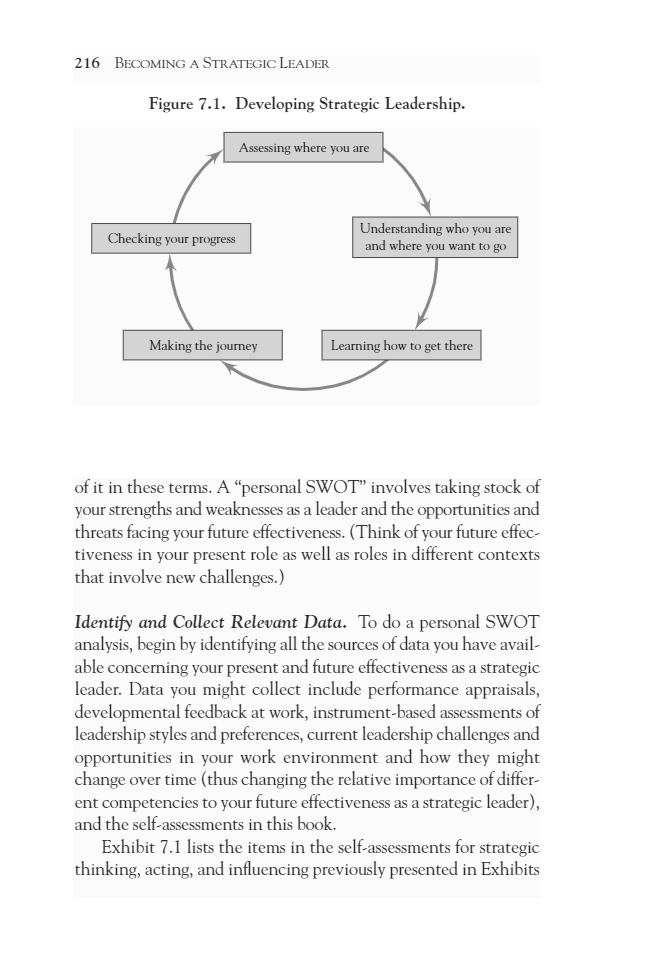 216 BECOMING A STRATEGIC LEADER
Figure 7.1. Developing Strategic Leadership.
Assessing where you are
Understanding who you are
and where you want to go
Learning how to get there
Making the journey
Checking your progress
of it in these terms. A “personal SWOT” involves taking stock of
your strengths and weaknesses as a leader and the opportunities and
threats facing your future effectiveness. (Think of your future effec-
tiveness in your present role as well as roles in different contexts
that involve new challenges.)
Identify and Collect Relevant Data. To do a personal SWOT
analysis, begin by identifying all the sources of data you have avail-
able concerning your present and future effectiveness as a strategic
leader. Data you might collect include performance appraisals,
developmental feedback at work, instrument-based assessments of
leadership styles and preferences, current leadership challenges and
opportunities in your work environment and how they might
change over time (thus changing the relative importance of differ-
ent competencies to your future effectiveness as a strategic leader),
and the self-assessments in this book.
Exhibit 7.1 lists the items in the self-assessments for strategic
thinking, acting, and influencing previously presented in Exhibits